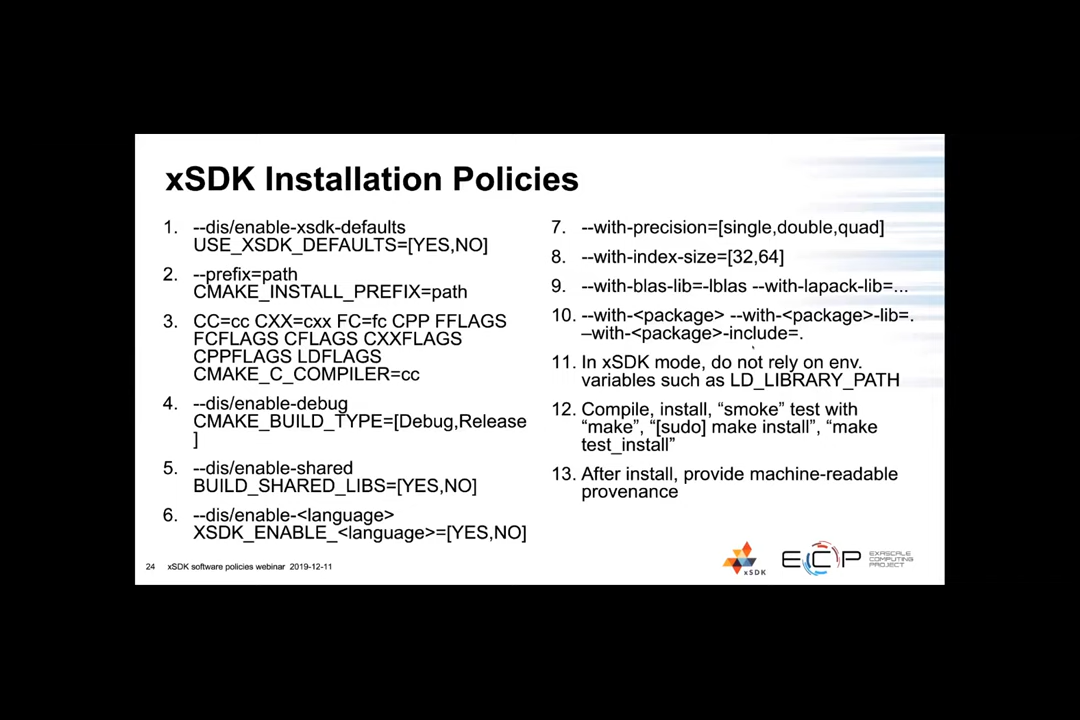 xSDK Installation Policies
1. --dis/enable-xsdk-defaults
USE_XSDK_DEFAULTS=[YES,NO]
2. --prefix=path
CMAKE_INSTALL_PREFIX=path
3. CC=cc CXX=cxx FC=fc CPP FFLAGS
FCFLAGS CFLAGS CXXFLAGS
CPPFLAGS LDFLAGS
CMAKE_C_COMPILER=cc
4. --dis/enable-debug
CMAKE_BUILD_TYPE=[Debug,Release
]
5. --dis/enable-shared
BUILD_SHARED_LIBS=[YES,NO]
6. --dis/enable-<language>
XSDK_ENABLE_<language>=[YES,NO]
7. --with-precision=[single,double,quad]
8. --with-index-size=[32,64]
9. --with-blas-lib=-lblas --with-lapack-lib=...
10. --with-<package> --with-<package>-lib=.
–with-<package>-include=.
11. In xSDK mode, do not rely on env.
variables such as LD_LIBRARY_PATH
12. Compile, install, “smoke” test with
“make”, “[sudo] make install”, “make
test_install”
13. After install, provide machine-readable
provenance
24 xSDK software policies webinar 2019-12-11
xSDK
ECP
EXASCALE
COMPUTING
PROJECT